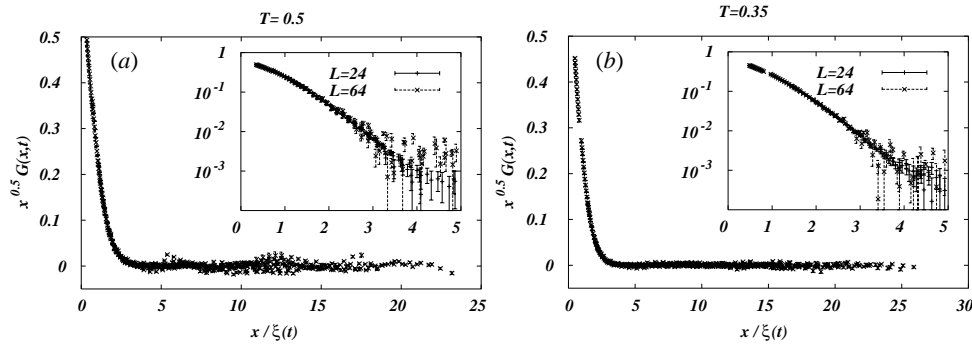 T= 0.5
(a)
0.5
0.4
0.3
0.2
0.1
0
x^0.5 G(x,t)
0 5 10 15 20 25
x / ξ(t)
1
10^-1
10^-2
10^-3
0 1 2 3 4 5
L=24
L=64
T=0.35
(b)
0.5
0.4
0.3
0.2
0.1
0
x^0.5 G(x,t)
0 5 10 15 20 25 30
x / ξ(t)
1
10^-1
10^-2
10^-3
0 1 2 3 4 5
L=24
L=64